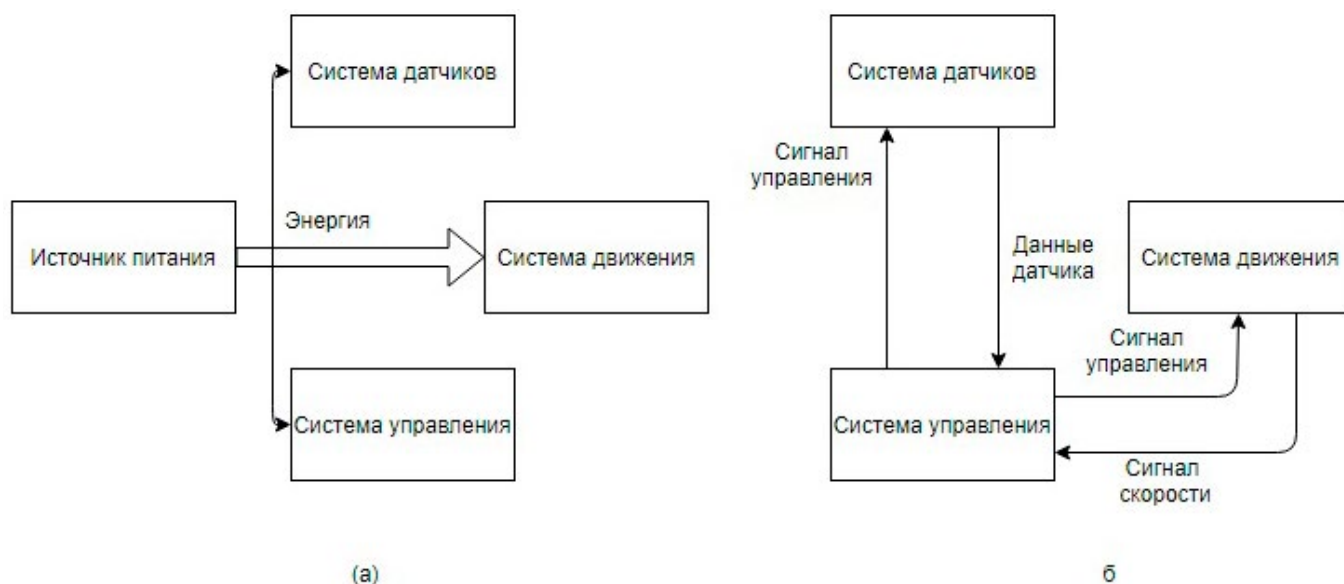 Система датчиков
Энергия
Источник питания
Система движения
Система управления
(а)
Система датчиков
Сигнал
управления
Данные
датчика
Система движения
Сигнал
управления
Система управления
Сигнал
скорости
б